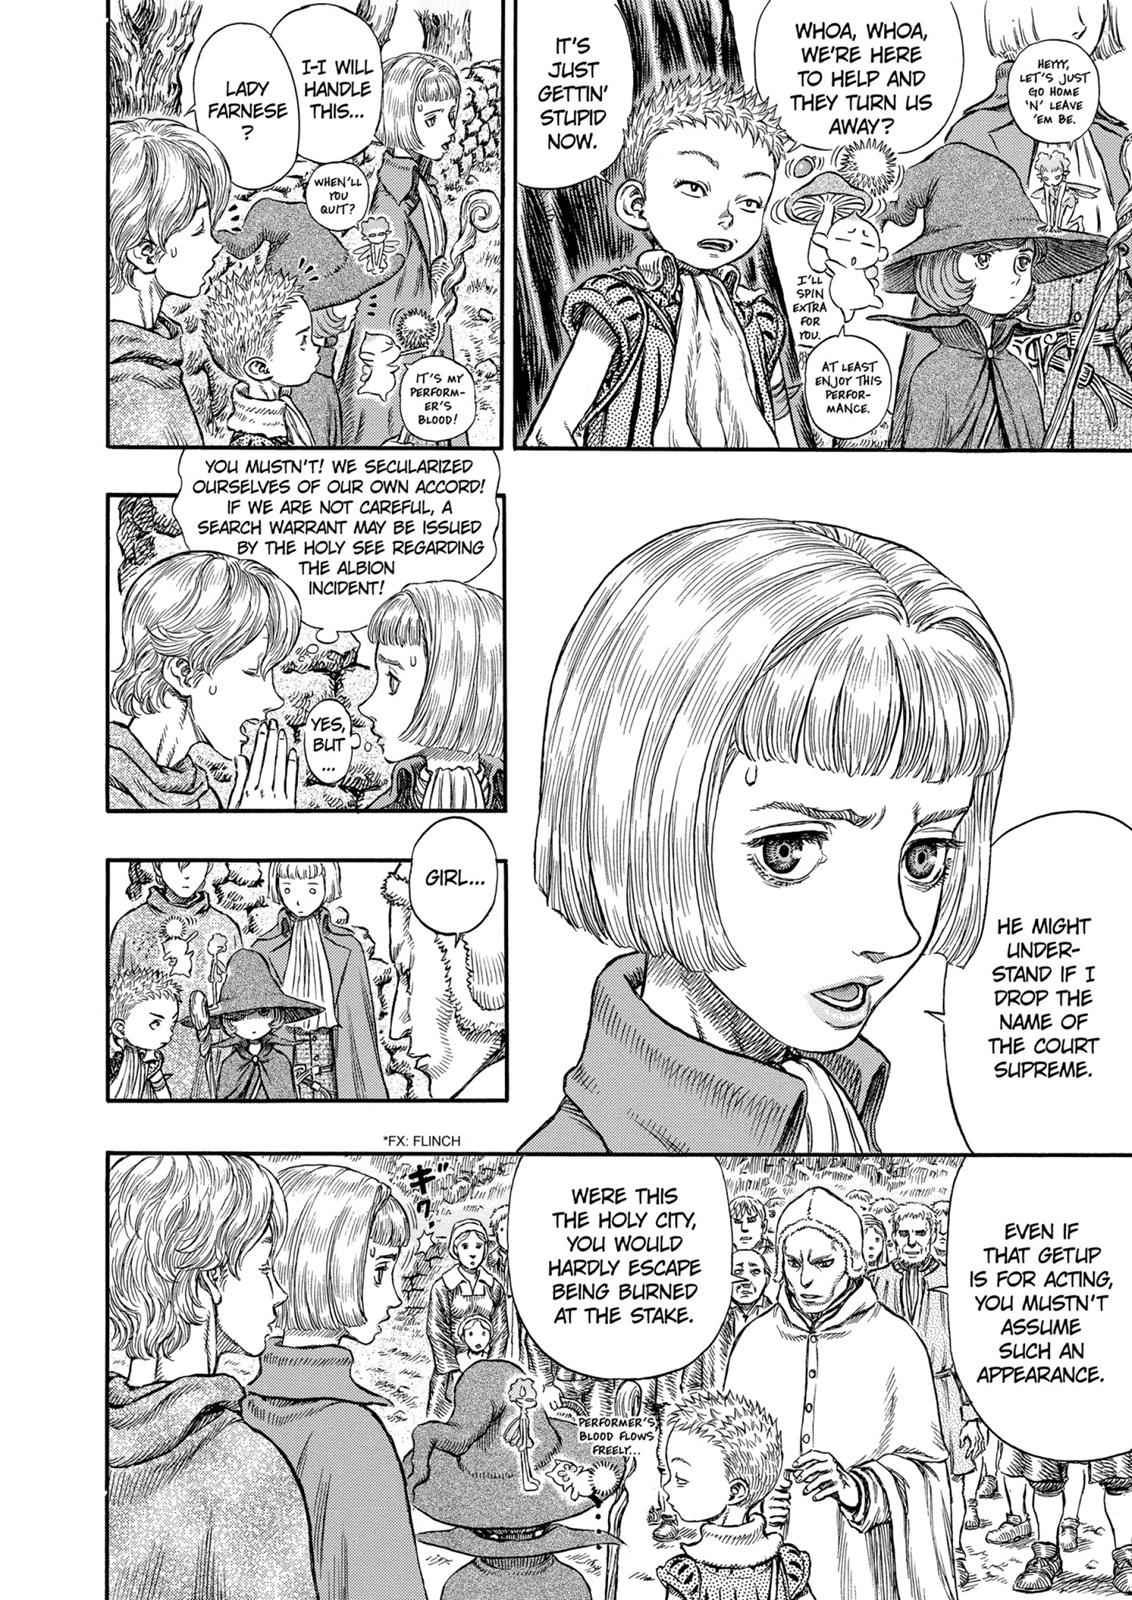 WHOA, WHOA,
WE'RE HERE
TO HELP AND
THEY TURN US
AWAY?
HEYYY,
LET'S JUST
GO HOME
'N' LEAVE
'EM BE.
IT'S
JUST
GETTIN'
STUPID
NOW.
I'LL
SPIN
EXTRA
FOR
YOU.
AT LEAST
ENJOY THIS
PERFOR-
MANCE.
I-I WILL
HANDLE
THIS...
LADY
FARNESE
?
WHEN'LL
YOU
QUIT?
IT'S MY
PERFORM-
ER'S
BLOOD!
HE MIGHT
UNDER-
STAND IF I
DROP THE
NAME OF
THE COURT
SUPREME.
YOU MUSTN'T! WE SECULARIZED
OURSELVES OF OUR OWN ACCORD!
IF WE ARE NOT CAREFUL, A
SEARCH WARRANT MAY BE ISSUED
BY THE HOLY SEE REGARDING
THE ALBION
INCIDENT!
YES,
BUT
...
GIRL...
*FX: FLINCH
ギク
EVEN IF
THAT GETUP
IS FOR ACTING,
YOU MUSTN'T
ASSUME
SUCH AN
APPEARANCE.
WERE THIS
THE HOLY CITY,
YOU WOULD
HARDLY ESCAPE
BEING BURNED
AT THE STAKE.
PERFORMER'S
BLOOD FLOWS
FREELY...